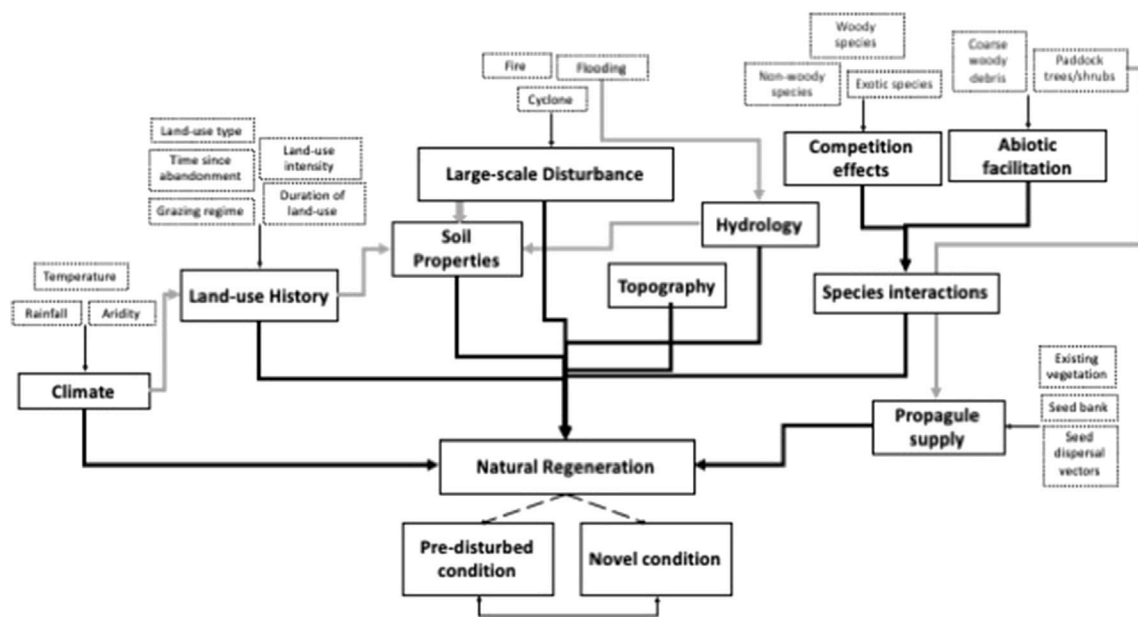 Woody
species
Coarse
woody
debris
Paddock
trees/shrubs
Fire
Flooding
Non-woody
species
Exotic species
Cyclone
Land-use type
Land-use
intensity
Time since
abandonment
Competition
effects
Abiotic
facilitation
Large-scale Disturbance
Grazing regime
Duration of
land-use
Soil
Properties
Hydrology
Temperature
Topography
Land-use History
Species interactions
Rainfall
Aridity
Existing
vegetation
Climate
Seed bank
Propagule
supply
Seed
dispersal
vectors
Natural Regeneration
Pre-disturbed
condition
Novel condition